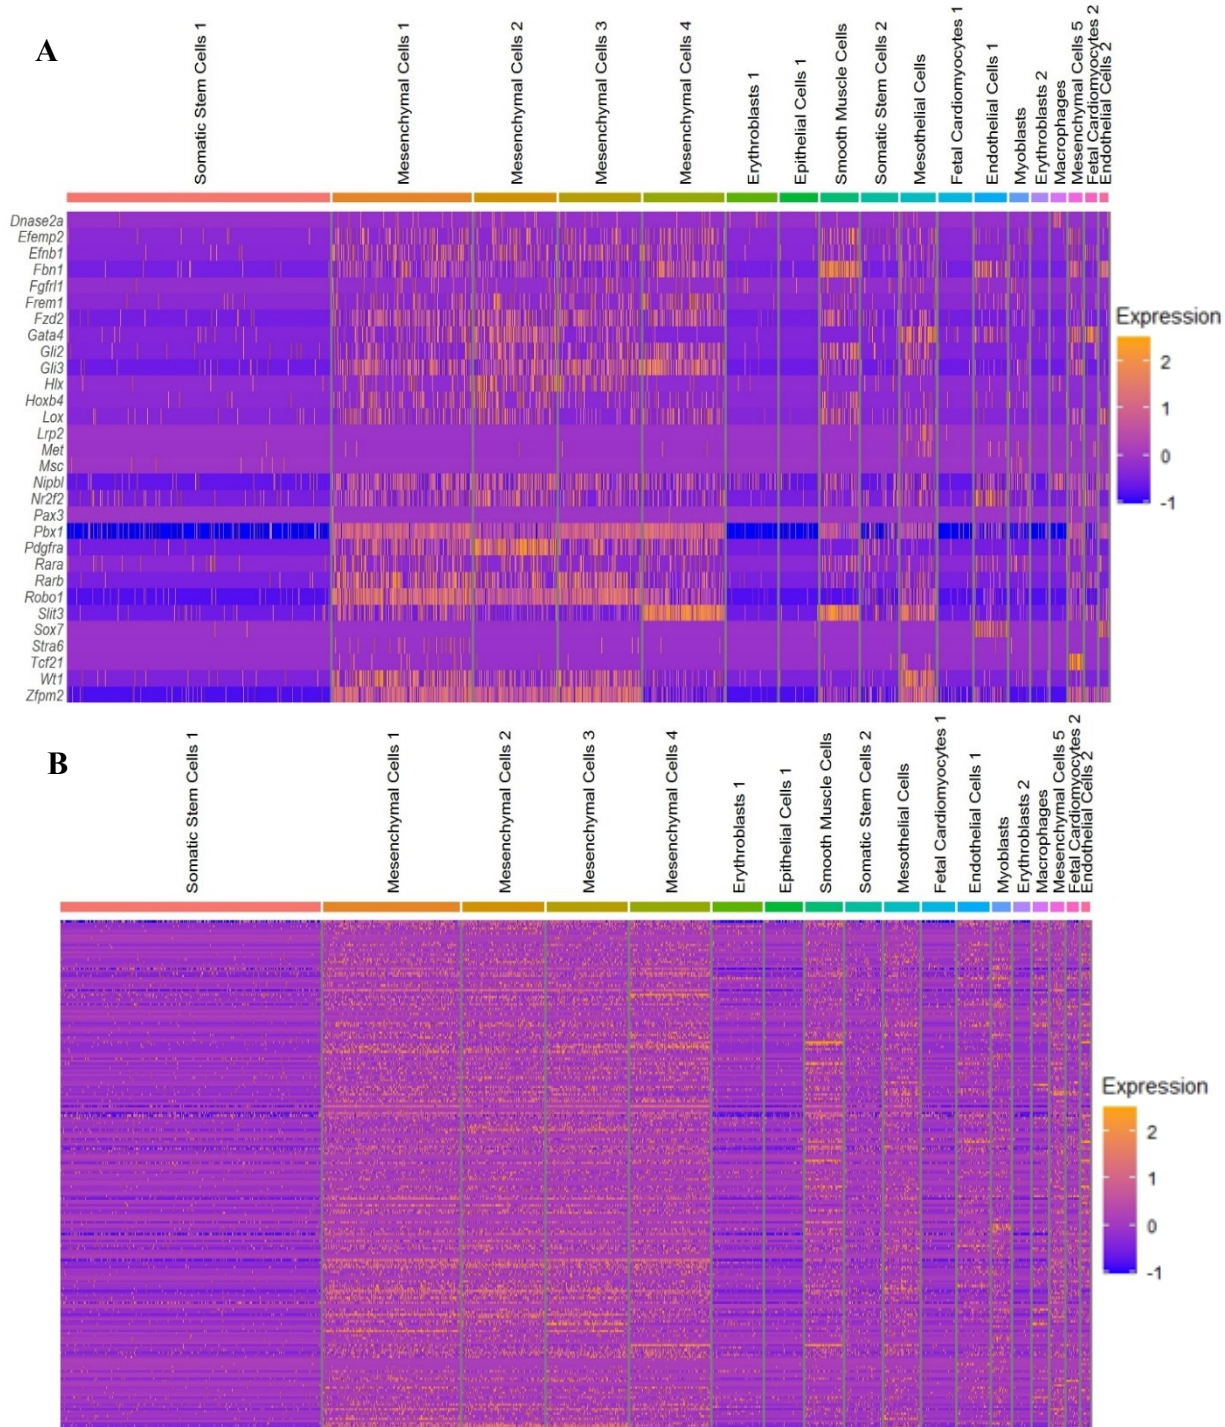 A
Somatic Stem Cells 1
Mesenchymal Cells 1
Mesenchymal Cells 2
Mesenchymal Cells 3
Mesenchymal Cells 4
Erythroblasts 1
Epithelial Cells 1
Smooth Muscle Cells
Somatic Stem Cells 2
Mesothelial Cells
Fetal Cardiomyocytes 1
Endothelial Cells 1
Myoblasts
Erythroblasts 2
Macrophages
Mesenchymal Cells 5
Fetal Cardiomyocytes 2
Endothelial Cells 2
Dnase2a
Efemp2
Efnb1
Fbn1
Fgfrl1
Frem1
Fzd2
Gata4
Gli2
Gli3
Hlx
Hoxb4
Lox
Lrp2
Met
Msc
Nipbl
Nr2f2
Pax3
Pbx1
Pdgfra
Rara
Rarb
Robo1
Slit3
Sox7
Stra6
Tcf21
Wt1
Zfpm2
Expression
2
1
0
-1
B
Somatic Stem Cells 1
Mesenchymal Cells 1
Mesenchymal Cells 2
Mesenchymal Cells 3
Mesenchymal Cells 4
Erythroblasts 1
Epithelial Cells 1
Smooth Muscle Cells
Somatic Stem Cells 2
Mesothelial Cells
Fetal Cardiomyocytes 1
Endothelial Cells 1
Myoblasts
Erythroblasts 2
Macrophages
Mesenchymal Cells 5
Fetal Cardiomyocytes 2
Endothelial Cells 2
Expression
2
1
0
-1